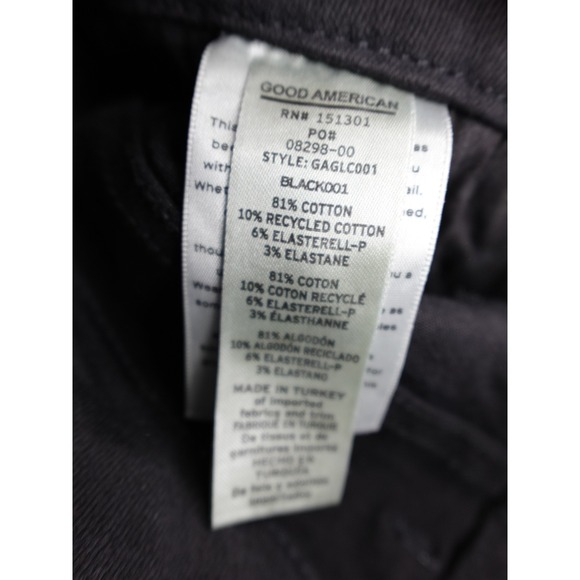 GOOD AMERICAN
RN# 151301
PO#
08298-00
STYLE: GAGLC001
BLACK001
81% COTTON
10% RECYCLED COTTON
6% ELASTERELL-P
3% ELASTANE
81% COTON
10% COTON RECYCLÉ
6% ELASTERELL-P
3% ÉLASTHANNE
81% ALGODÓN
10% ALGODÓN RECICLADO
6% ELASTERELL-P
3% ELASTANO
MADE IN TURKEY
of imported
fabrics and trim
FABRIQUÉ EN TURQUIE
De tissus et de
garnitures importés
HECHO EN
TURQUÍA
De tela y adornos